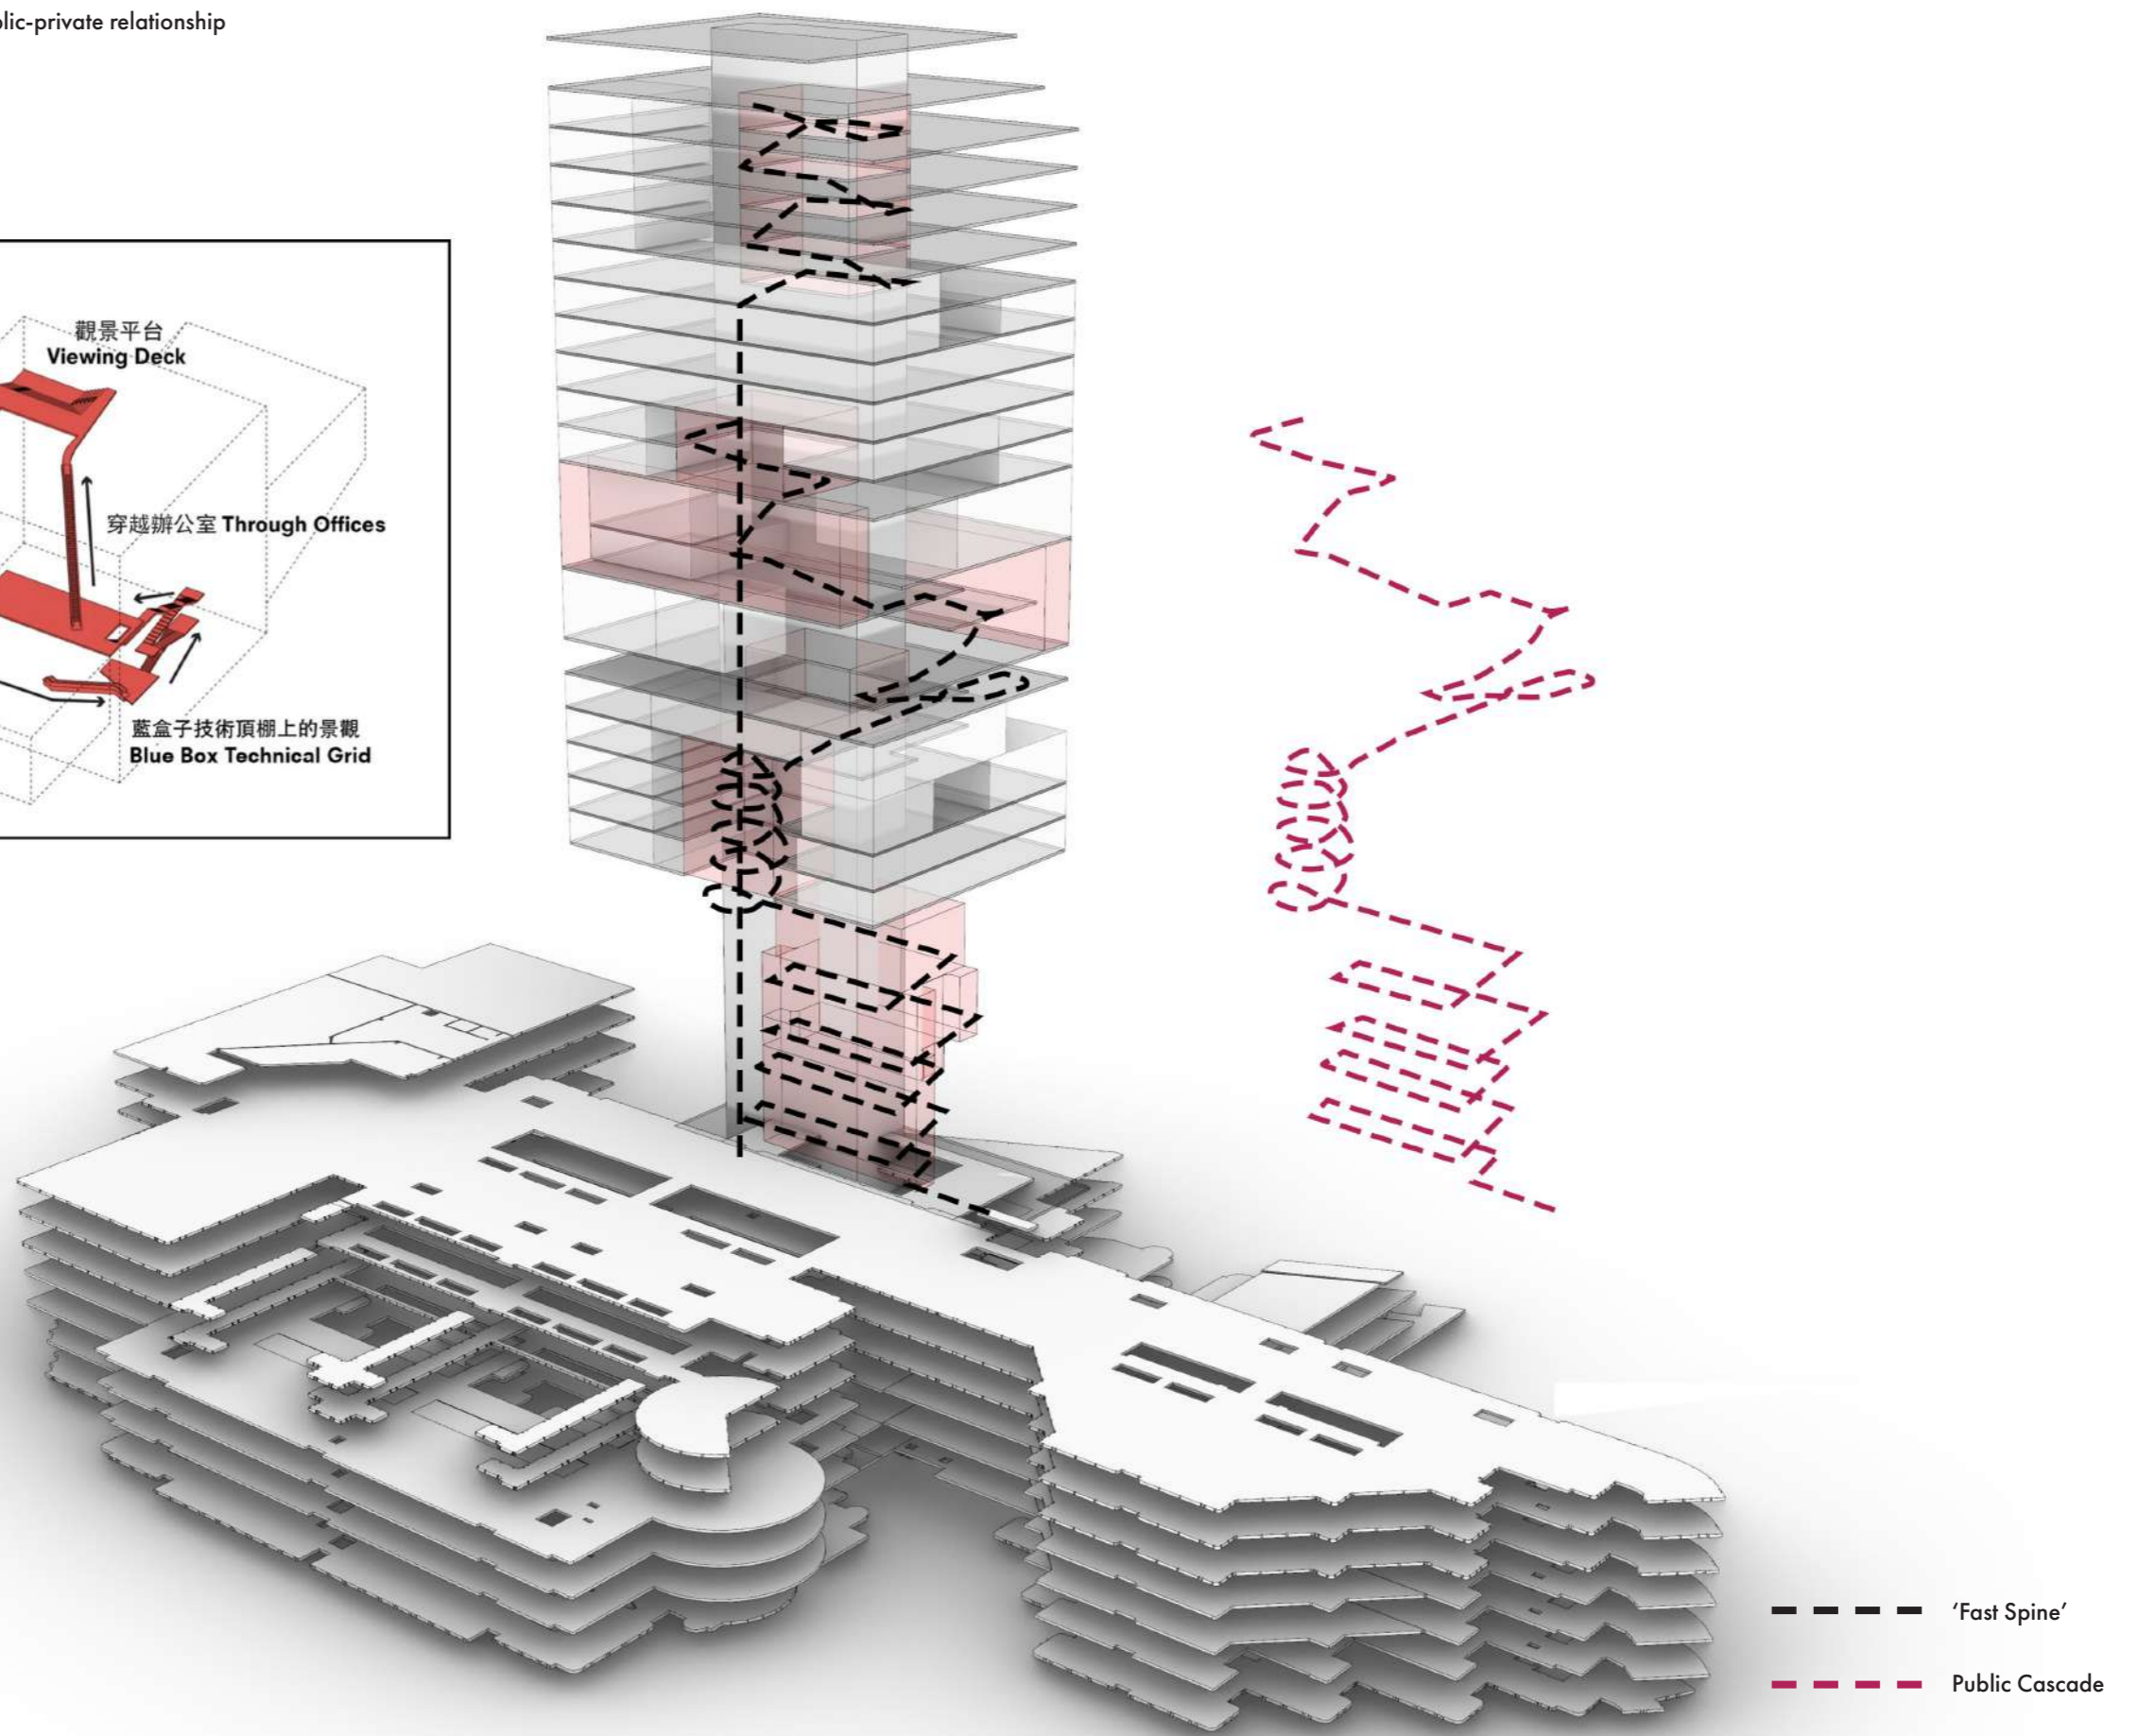 blic-private relationship
觀景平台
Viewing Deck
穿越辦公室 Through Offices
藍盒子技術頂棚上的景觀
Blue Box Technical Grid
‘Fast Spine’
Public Cascade